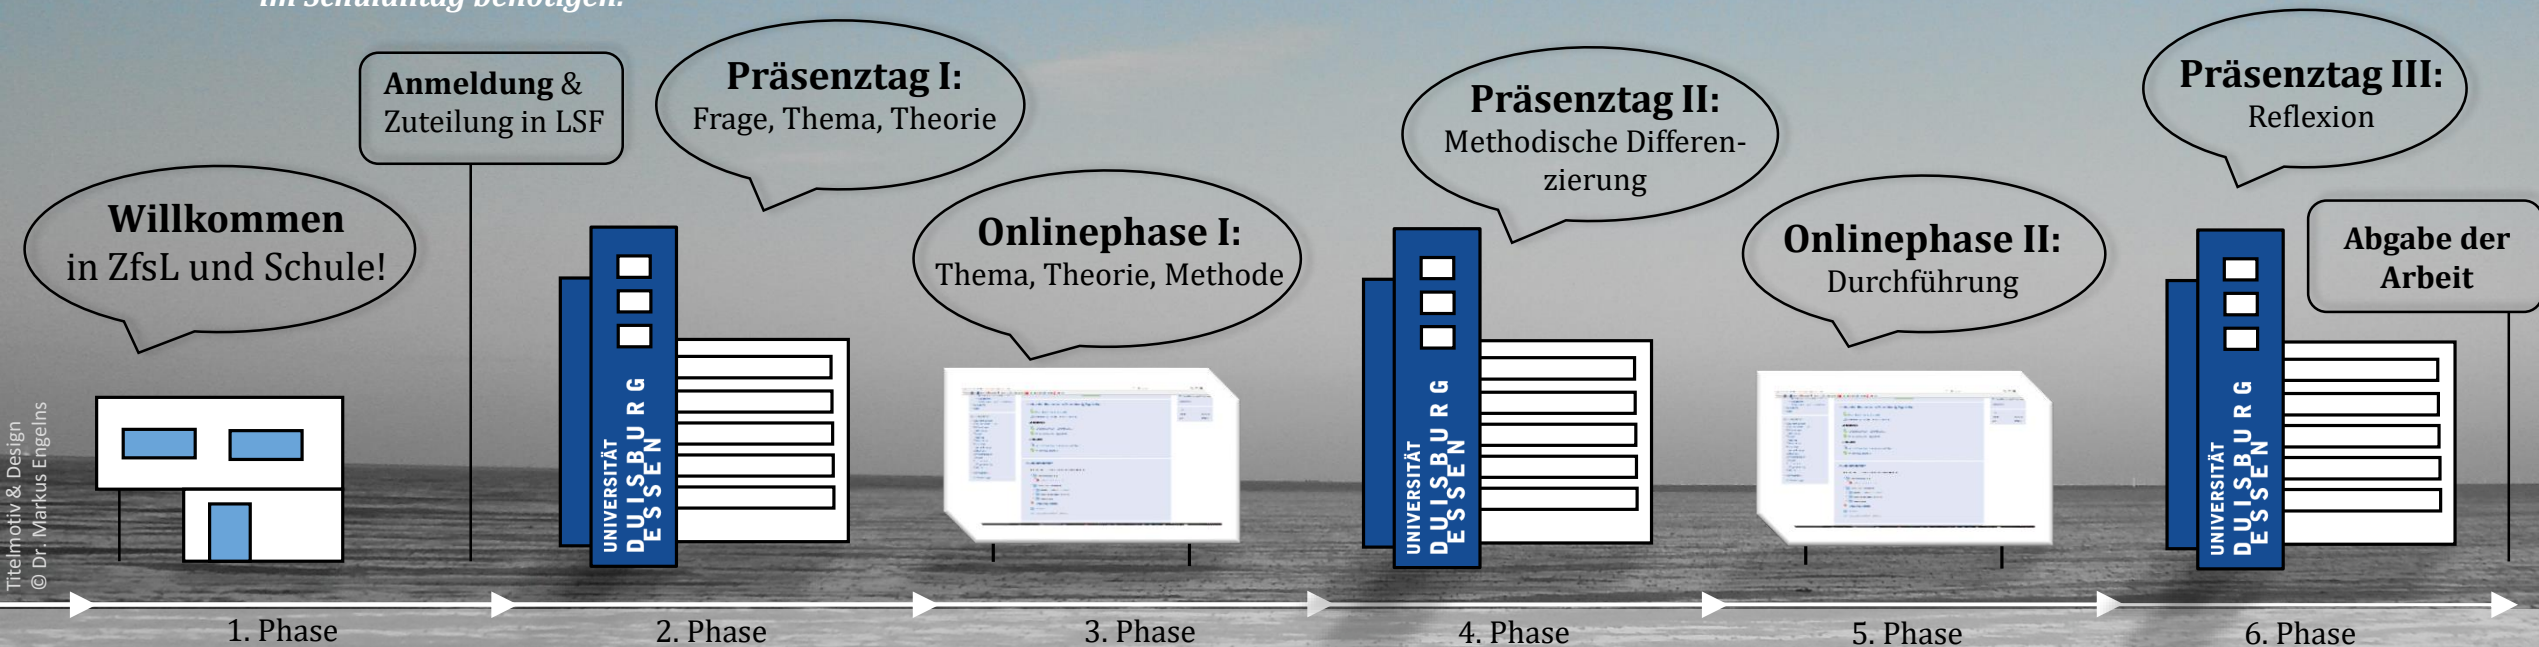 im Schulalltag benötigen.
Anmeldung &
Zuteilung in LSF
Präsenztag I:
Frage, Thema, Theorie
Präsenztag II:
Methodische Differen-
zierung
Präsenztag III:
Reflexion
Willkommen
in ZfsL und Schule!
Onlinephase I:
Thema, Theorie, Methode
Onlinephase II:
Durchführung
Abgabe der
Arbeit
UNIVERSITÄT
DUISBURG
ESSEN
UNIVERSITÄT
DUISBURG
ESSEN
UNIVERSITÄT
DUISBURG
ESSEN
Titelmotiv & Design
© Dr. Markus Engelns
1. Phase
2. Phase
3. Phase
4. Phase
5. Phase
6. Phase